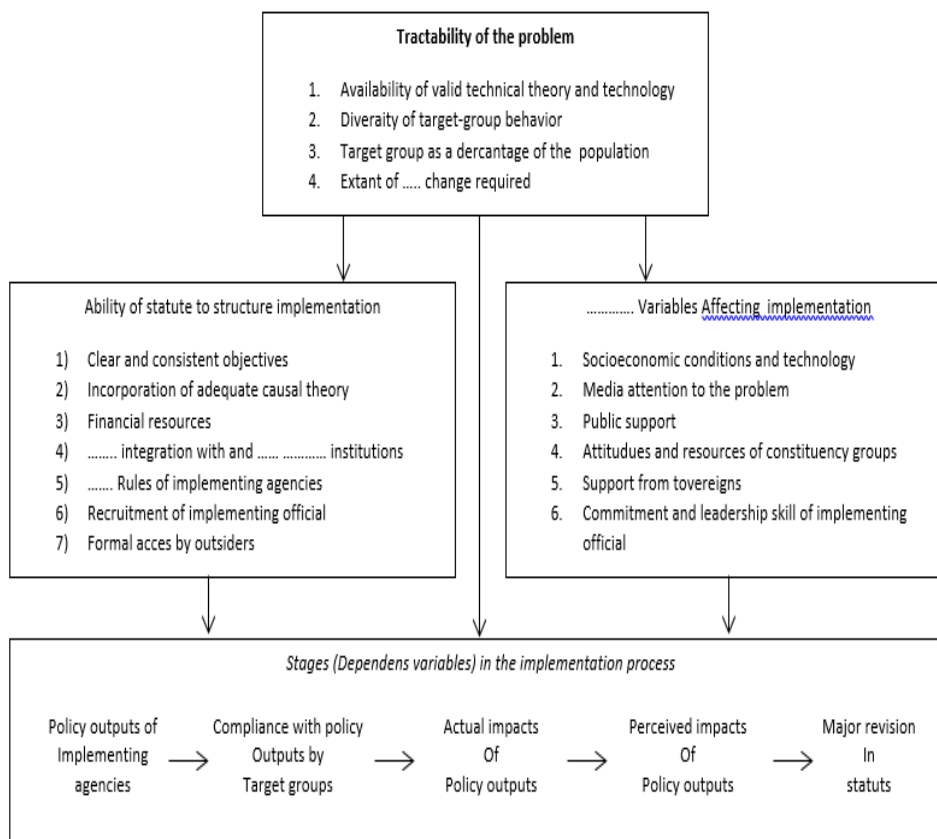 Tractability of the problem
1. Availability of valid technical theory and technology
2. Diveraity of target-group behavior
3. Target group as a dercantage of the population
4. Extant of ..... change required
Ability of statute to structure implementation
1) Clear and consistent objectives
2) Incorporation of adequate causal theory
3) Financial resources
4) ........ integration with and ...... ............ institutions
5) ....... Rules of implementing agencies
6) Recruitment of implementing official
7) Formal acces by outsiders
............. Variables Affecting implementation
1. Socioeconomic conditions and technology
2. Media attention to the problem
3. Public support
4. Attitudues and resources of constituency groups
5. Support from tovereigns
6. Commitment and leadership skill of implementing
official
Stages (Dependens variables) in the implementation process
Policy outputs of
Implementing
agencies
Compliance with policy
Outputs by
Target groups
Actual impacts
Of
Policy outputs
Perceived impacts
Of
Policy outputs
Major revision
In
statuts